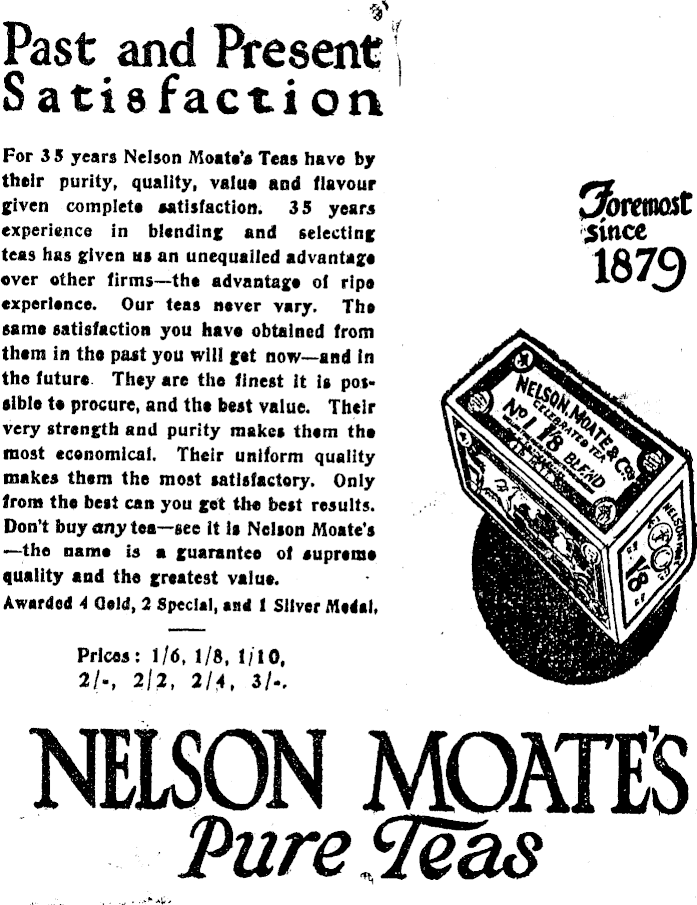 Past and Present
Satisfaction
For 35 years Nelson Moate's Teas have by
their purity, quality, value and flavour
given complete satisfaction. 35 years
experience in blending and selecting
teas has given us an unequalled advantage
over other firms—the advantage of ripe
experience. Our teas never vary. The
same satisfaction you have obtained from
them in the past you will get now—and in
the future. They are the finest it is pos-
sible to procure, and the best value. Their
very strength and purity makes them the
most economical. Their uniform quality
makes them the most satisfactory. Only
from the best can you get the best results.
Don't buy any tea—see it is Nelson Moate's
—the name is a guarantee of supreme
quality and the greatest value.
Awarded 4 Gold, 2 Special, and 1 Silver Medal.
Prices: 1/6, 1/8, 1/10,
2/-, 2/2, 2/4, 3/-.
Foremost
since
1879
NELSON, MOATE & Co's
CELEBRATED TEA
No 1 1/8 BLEND
NELSON
1/8
NELSON MOATE'S
Pure Teas